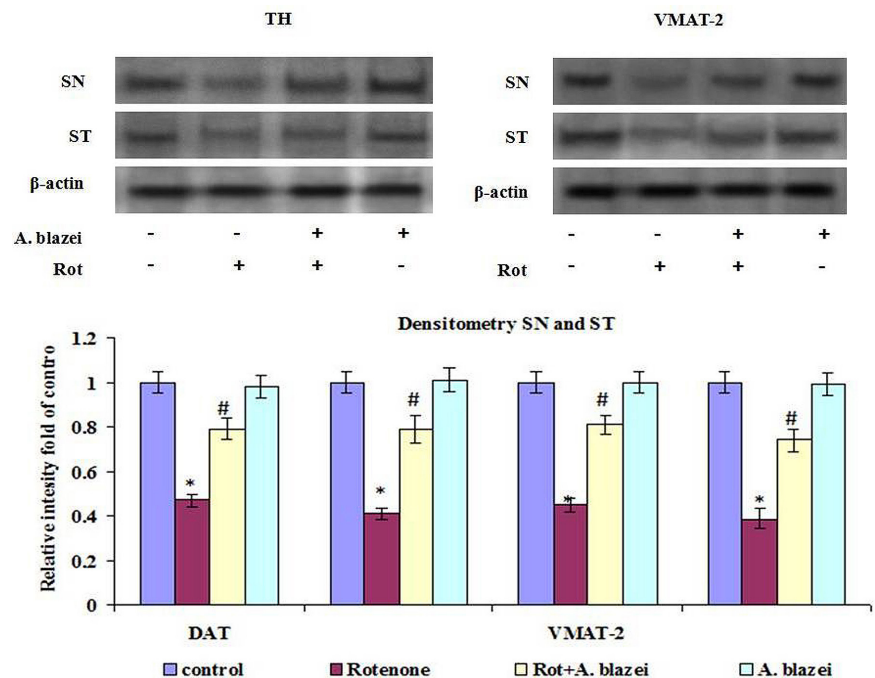 TH VMAT-2
SN SN
ST ST
β-actin β-actin
A. blazei - - + + - - + +
Rot - + + - Rot - + + -
Densitometry SN and ST
Relative intesity fold of contro
1.2
1
0.8
0.6
0.4
0.2
0
# # # #
* * * *
DAT VMAT-2
control Rotenone Rot+A. blazei A. blazei